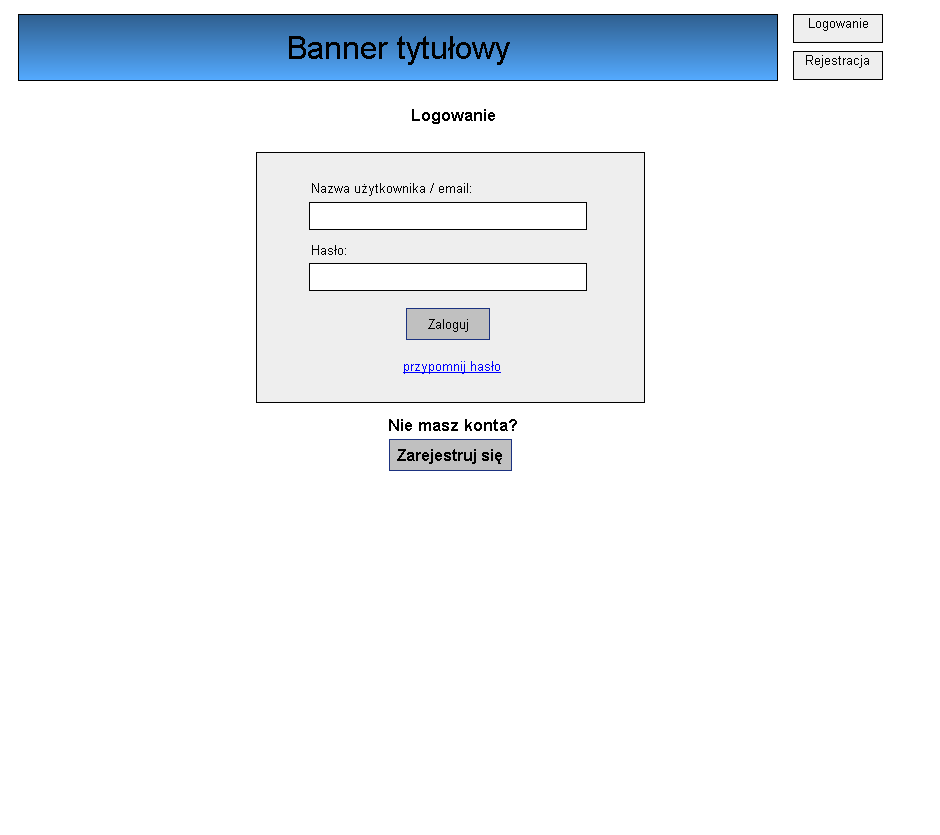 Banner tytułowy
Logowanie
Rejestracja
Logowanie
Nazwa użytkownika / email:
Hasło:
Zaloguj
przypomnij hasło
Nie masz konta?
Zarejestruj się